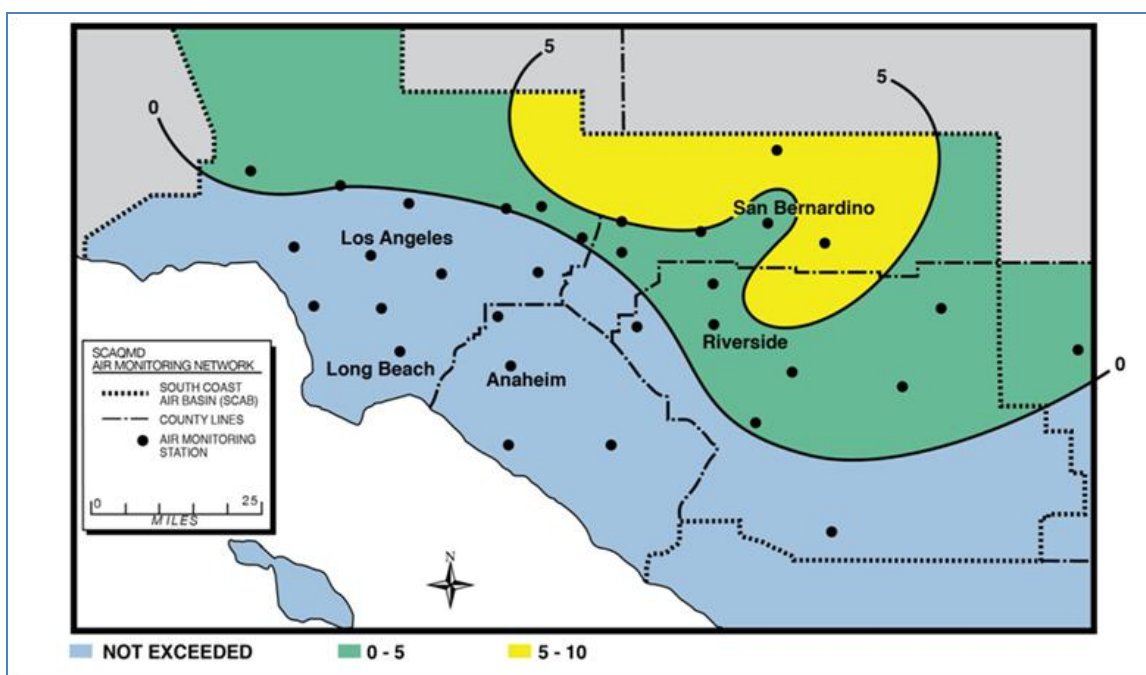 5
5
0
San Bernardino
Los Angeles
Riverside
Long Beach
Anaheim
0
SCAQMD
AIR MONITORING NETWORK
SOUTH COAST
AIR BASIN (SCAB)
COUNTY LINES
AIR MONITORING
STATION
0 25
MILES
N
NOT EXCEEDED 0 - 5 5 - 10